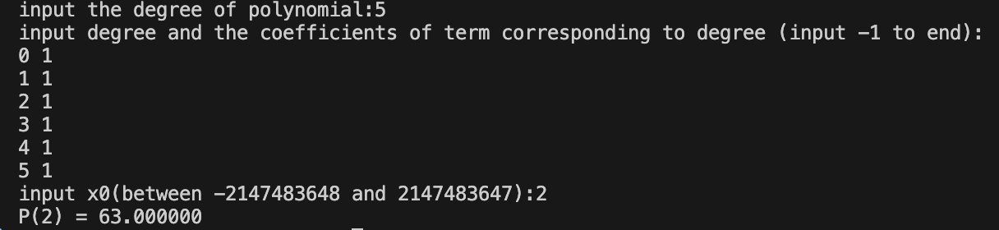 input the degree of polynomial:5
input degree and the coefficients of term corresponding to degree (input -1 to end):
0 1
1 1
2 1
3 1
4 1
5 1
input x0(between -2147483648 and 2147483647):2
P(2) = 63.000000